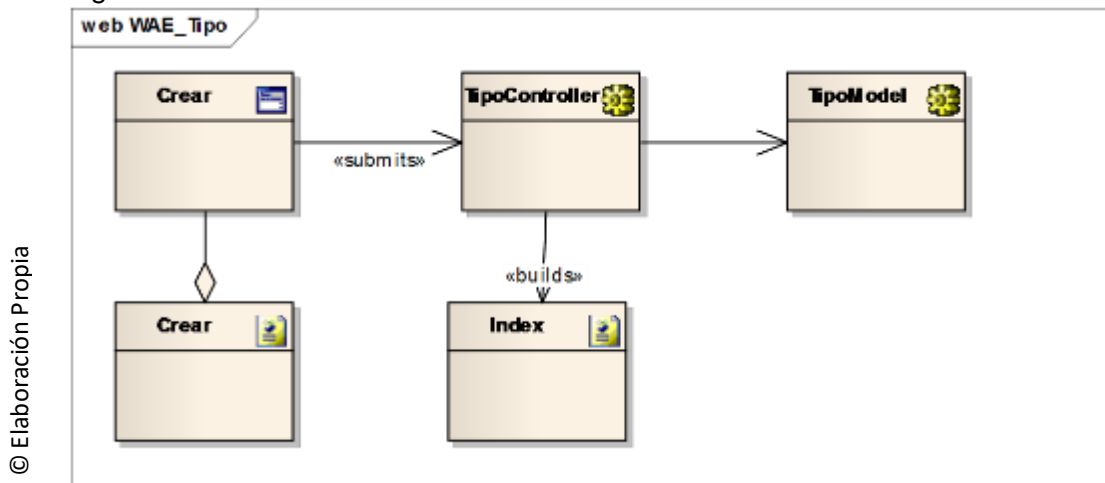 web WAE_Tipo
Crear
TipoController
TipoModel
«submits»
«builds»
Crear
Index
© Elaboración Propia